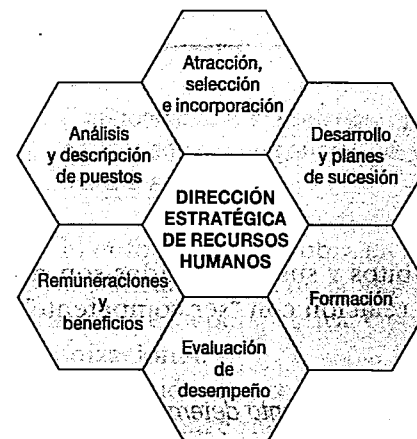 Atracción,
selección
e incorporación
Análisis
y descripción
de puestos
Desarrollo
y planes
de sucesión
DIRECCIÓN
ESTRATÉGICA
DE RECURSOS
HUMANOS
Remuneraciones
y
beneficios
Formación
Evaluación
de
desempeño